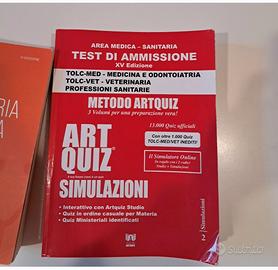 AREA MEDICA - SANITARIA
TEST DI AMMISSIONE
XV Edizione
TOLC-MED - MEDICINA E ODONTOIATRIA
TOLC-VET - VETERINARIA
PROFESSIONI SANITARIE
METODO ARTQUIZ
3 Volumi per una preparazione vera!
ART
QUIZ
SIMULAZIONI
13.000 Quiz ufficiali
Con oltre 1.000 Quiz
TOLC-MED/VET INEDITI!
Il Simulatore Online
• Interattivo con Artquiz Studio
• Quiz in ordine casuale per Materia
• Quiz Ministeriali identificati
Simulazioni
2
RIA
A
subito